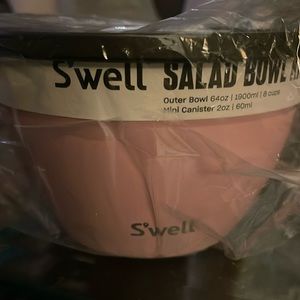 S'well SALAD BOWL
Outer Bowl 64oz | 1900ml | 8 cups
Mini Canister 2oz | 60ml
S'well